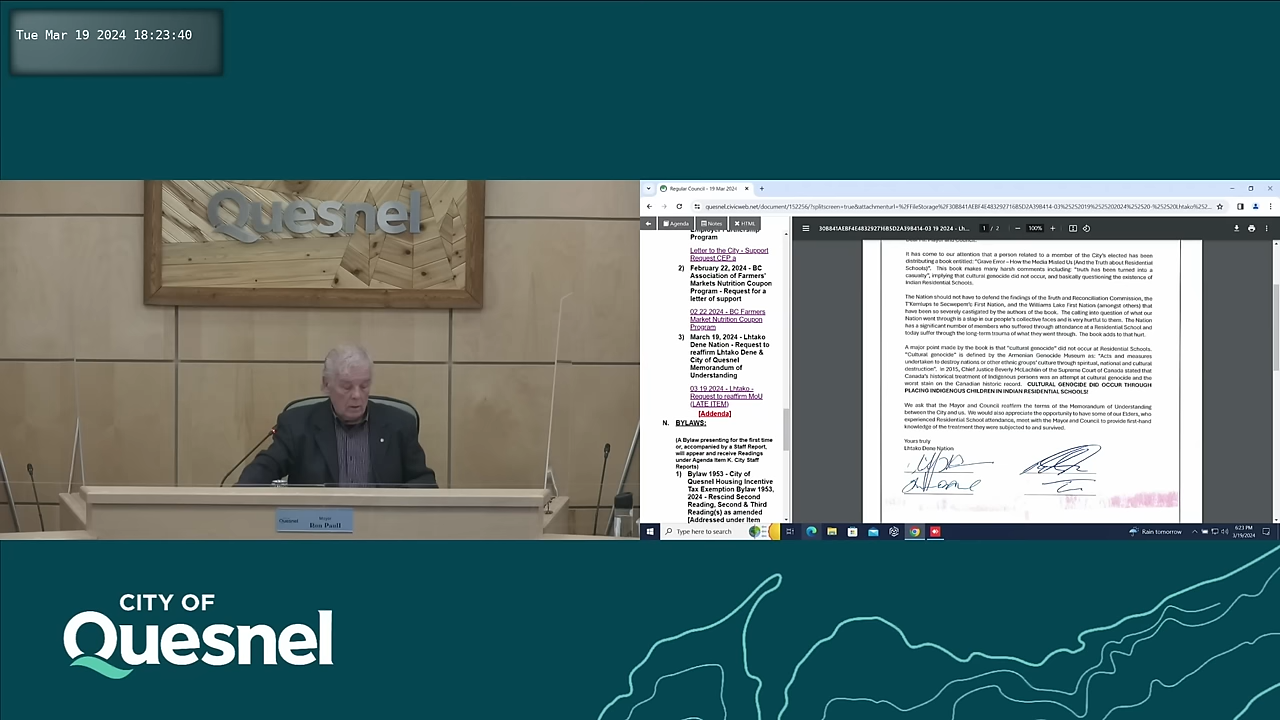 Tue Mar 19 2024 18:23:40
Quesnel
Mayor
Ron Paull
CITY OF
Quesnel
Regular Council - 19 Mar 2024
Agenda
Notes
HTML
Program
Letter to the City - Support
Request CEP a
2) February 22, 2024 - BC
Association of Farmers'
Markets Nutrition Coupon
Program - Request for a
letter of support
02 22 2024 - BC Farmers
Market Nutrition Coupon
Program
3) March 19, 2024 - Lhtako
Dene Nation - Request to
reaffirm Lhtako Dene &
City of Quesnel
Memorandum of
Understanding
03 19 2024 - Lhtako -
Request to reaffirm MoU
(LATE ITEM)
[Addenda]
N. BYLAWS:
(A Bylaw presenting for the first time
or, accompanied by a Staff Report,
will appear and receive Readings
under Agenda Item K. City Staff
Reports)
1) Bylaw 1953 - City of
Quesnel Housing Incentive
Tax Exemption Bylaw 1953,
2024 - Rescind Second
Reading, Second & Third
Reading(s) as amended
[Addressed under Item
1 / 2
100%
It has come to our attention that a person related to a member of the City's elected has been
distributing a book entitled: "Grave Error – How the Media Misled Us (And the Truth about Residential
Schools)". This book makes many harsh comments including: "truth has been turned into a
casualty", implying that cultural genocide did not occur, and basically questioning the existence of
Indian Residential Schools.
The Nation should not have to defend the findings of the Truth and Reconciliation Commission, the
T'Kemlups te Secwepemc's First Nation, and the Williams Lake First Nations (amongst others) that
have been so severely castigated by the authors of the book. The calling into question of what our
Nation went through is a slap in our people's collective faces and is very hurtful to them. The Nation
has a significant number of members who suffered through attendance at a Residential School and
today suffer through the long-term trauma of what they went through. The book adds to that hurt.
A major point made by the book is that "cultural genocide" did not occur at Residential Schools.
"Cultural genocide" is defined by the Armonian Genocide Museum as: "Acts and measures
undertaken to destroy nations or other ethnic groups' culture through spiritual, national and cultural
destruction". In 2015, Chief Justice Beverly McLachlin of the Supreme Court of Canada stated that
Canada's historical treatment of Indigenous persons was an attempt at cultural genocide and the
worst stain on the Canadian historic record. CULTURAL GENOCIDE DID OCCUR THROUGH
PLACING INDIGENOUS CHILDREN IN INDIAN RESIDENTIAL SCHOOLS!
We ask that the Mayor and Council reaffirm the terms of the Memorandum of Understanding
between the City and us. We would also appreciate the opportunity to have some of our Elders, who
experienced Residential School attendance, meet with the Mayor and Council to provide first-hand
knowledge of the treatment they were subjected to and survived.
Yours truly
Lhtako Dene Nation
Type here to search
Rain tomorrow
6:23 PM
3/19/2024